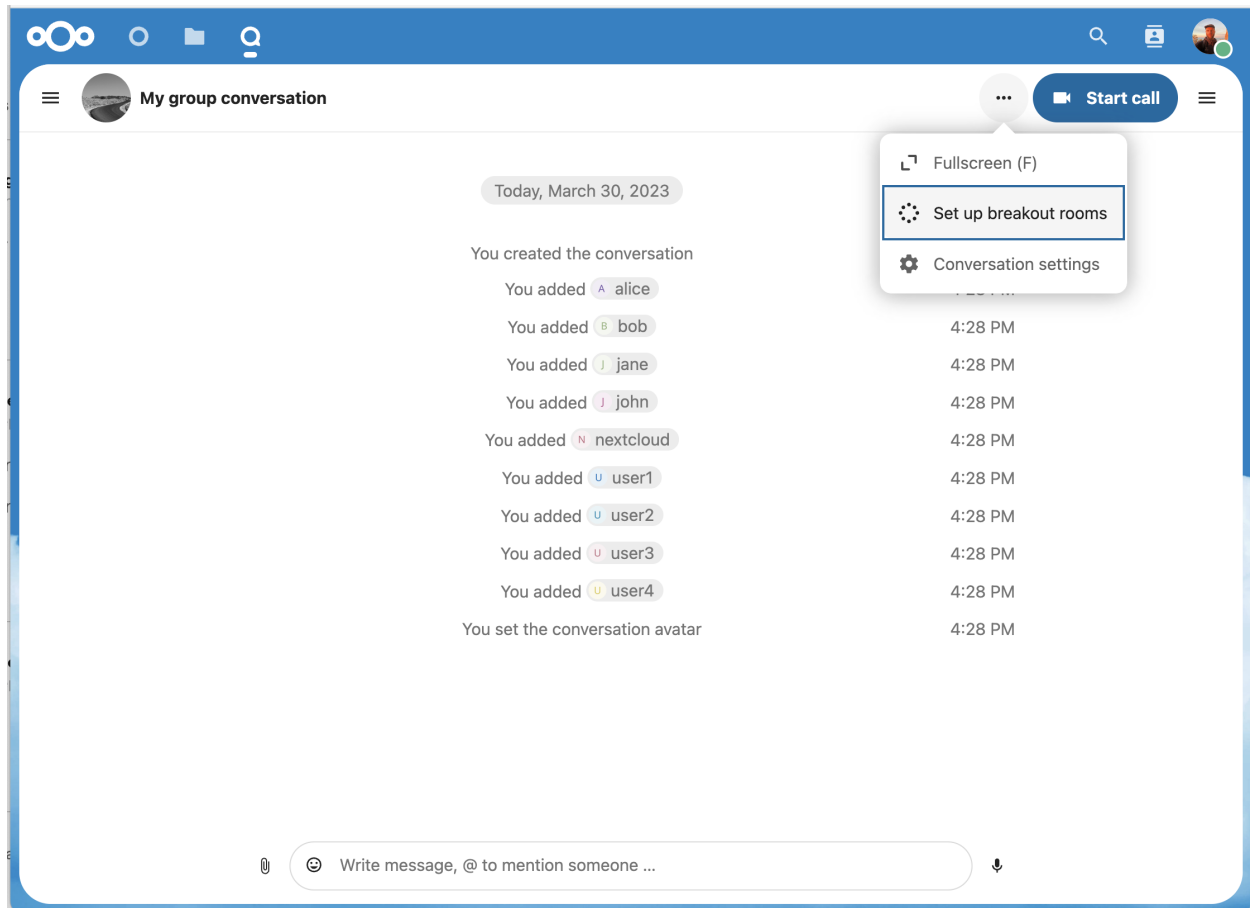 My group conversation
Start call
Fullscreen (F)
Set up breakout rooms
Conversation settings
Today, March 30, 2023
You created the conversation
You added A alice
You added B bob 4:28 PM
You added J jane 4:28 PM
You added J john 4:28 PM
You added N nextcloud 4:28 PM
You added U user1 4:28 PM
You added U user2 4:28 PM
You added U user3 4:28 PM
You added U user4 4:28 PM
You set the conversation avatar 4:28 PM
Write message, @ to mention someone ...